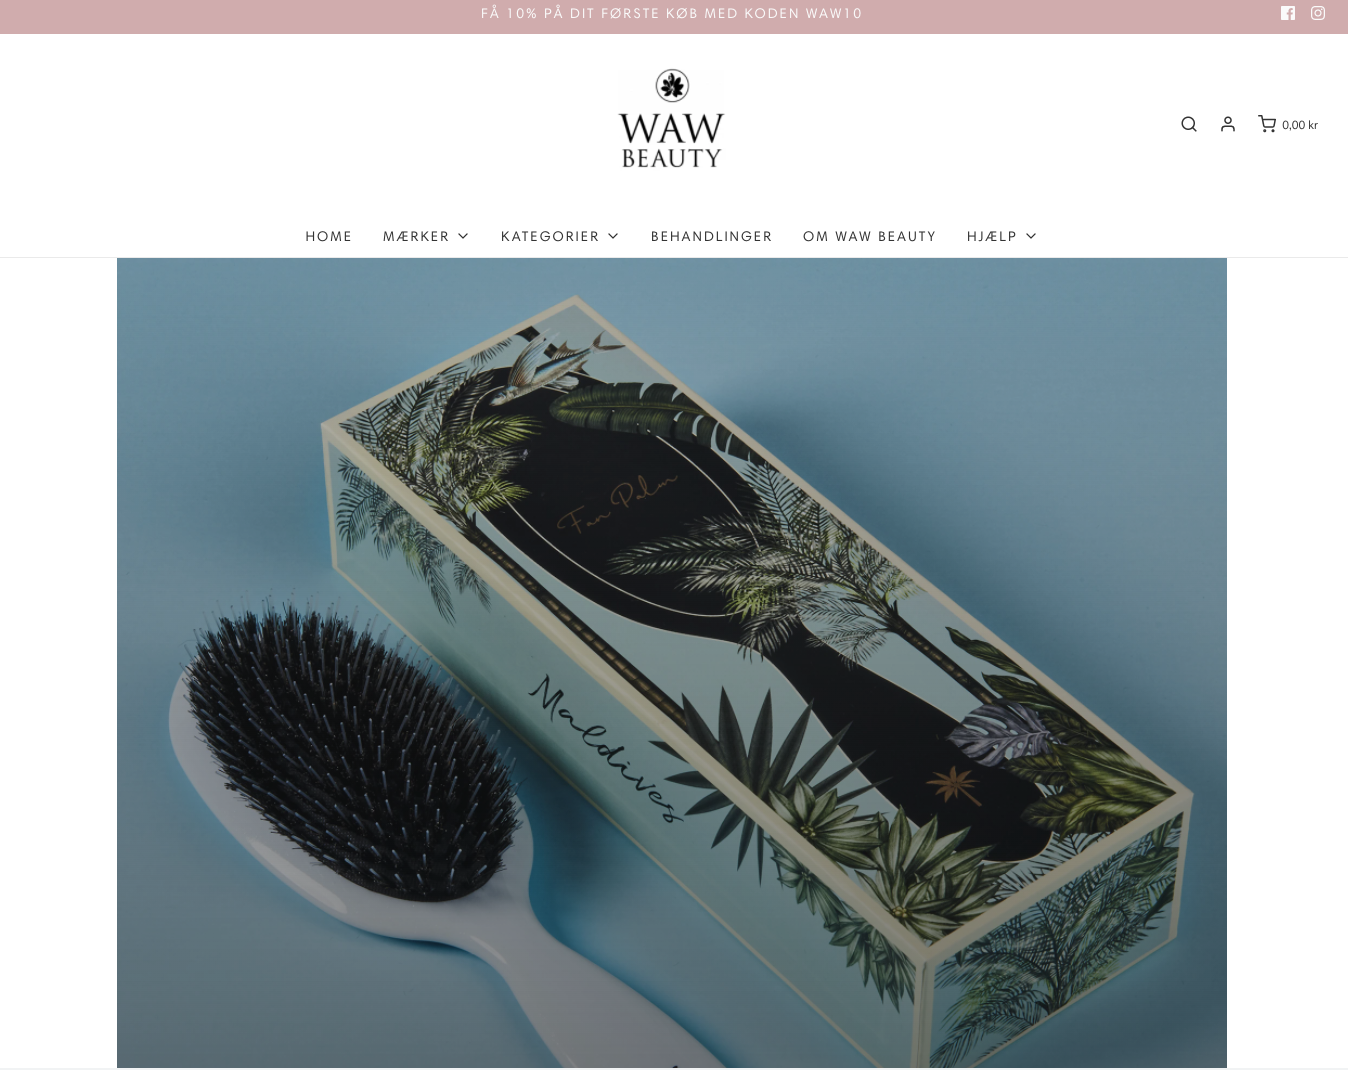 FÅ 10% PÅ DIT FØRSTE KØB MED KODEN WAW10
WAW
BEAUTY
0,00 kr
HOME
MÆRKER
KATEGORIER
BEHANDLINGER
OM WAW BEAUTY
HJÆLP
Fan Palm
Maldives